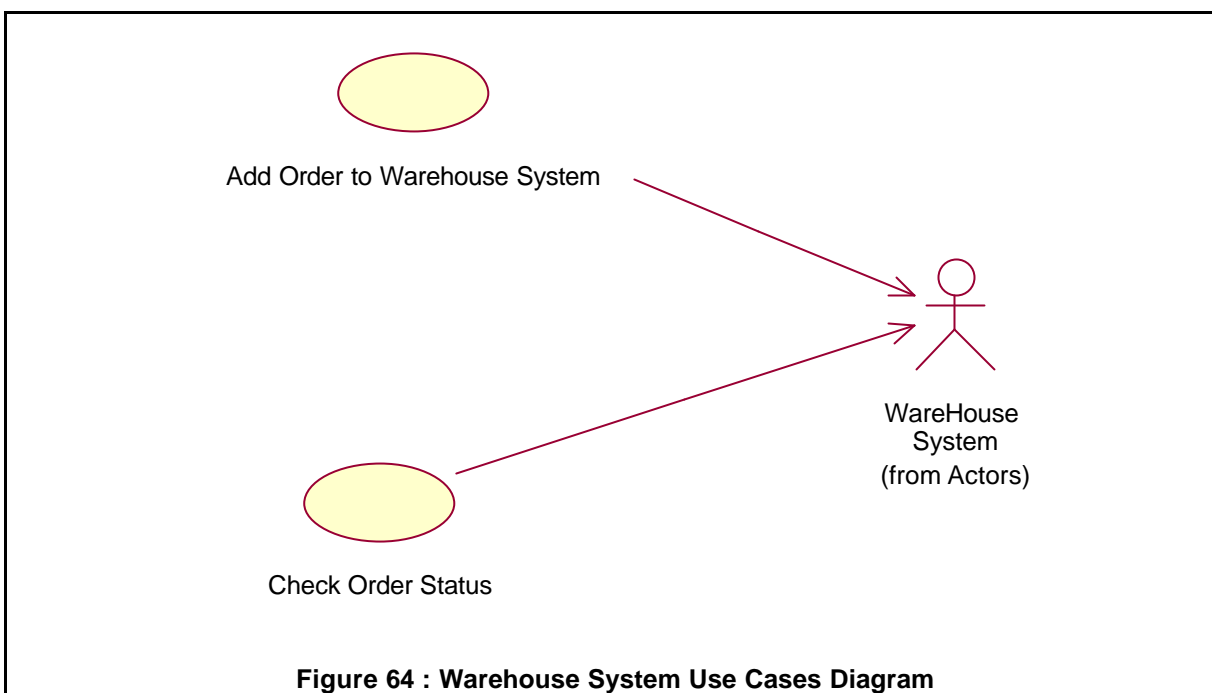 Add Order to Warehouse System
WareHouse
System
(from Actors)
Check Order Status
Figure 64 : Warehouse System Use Cases Diagram